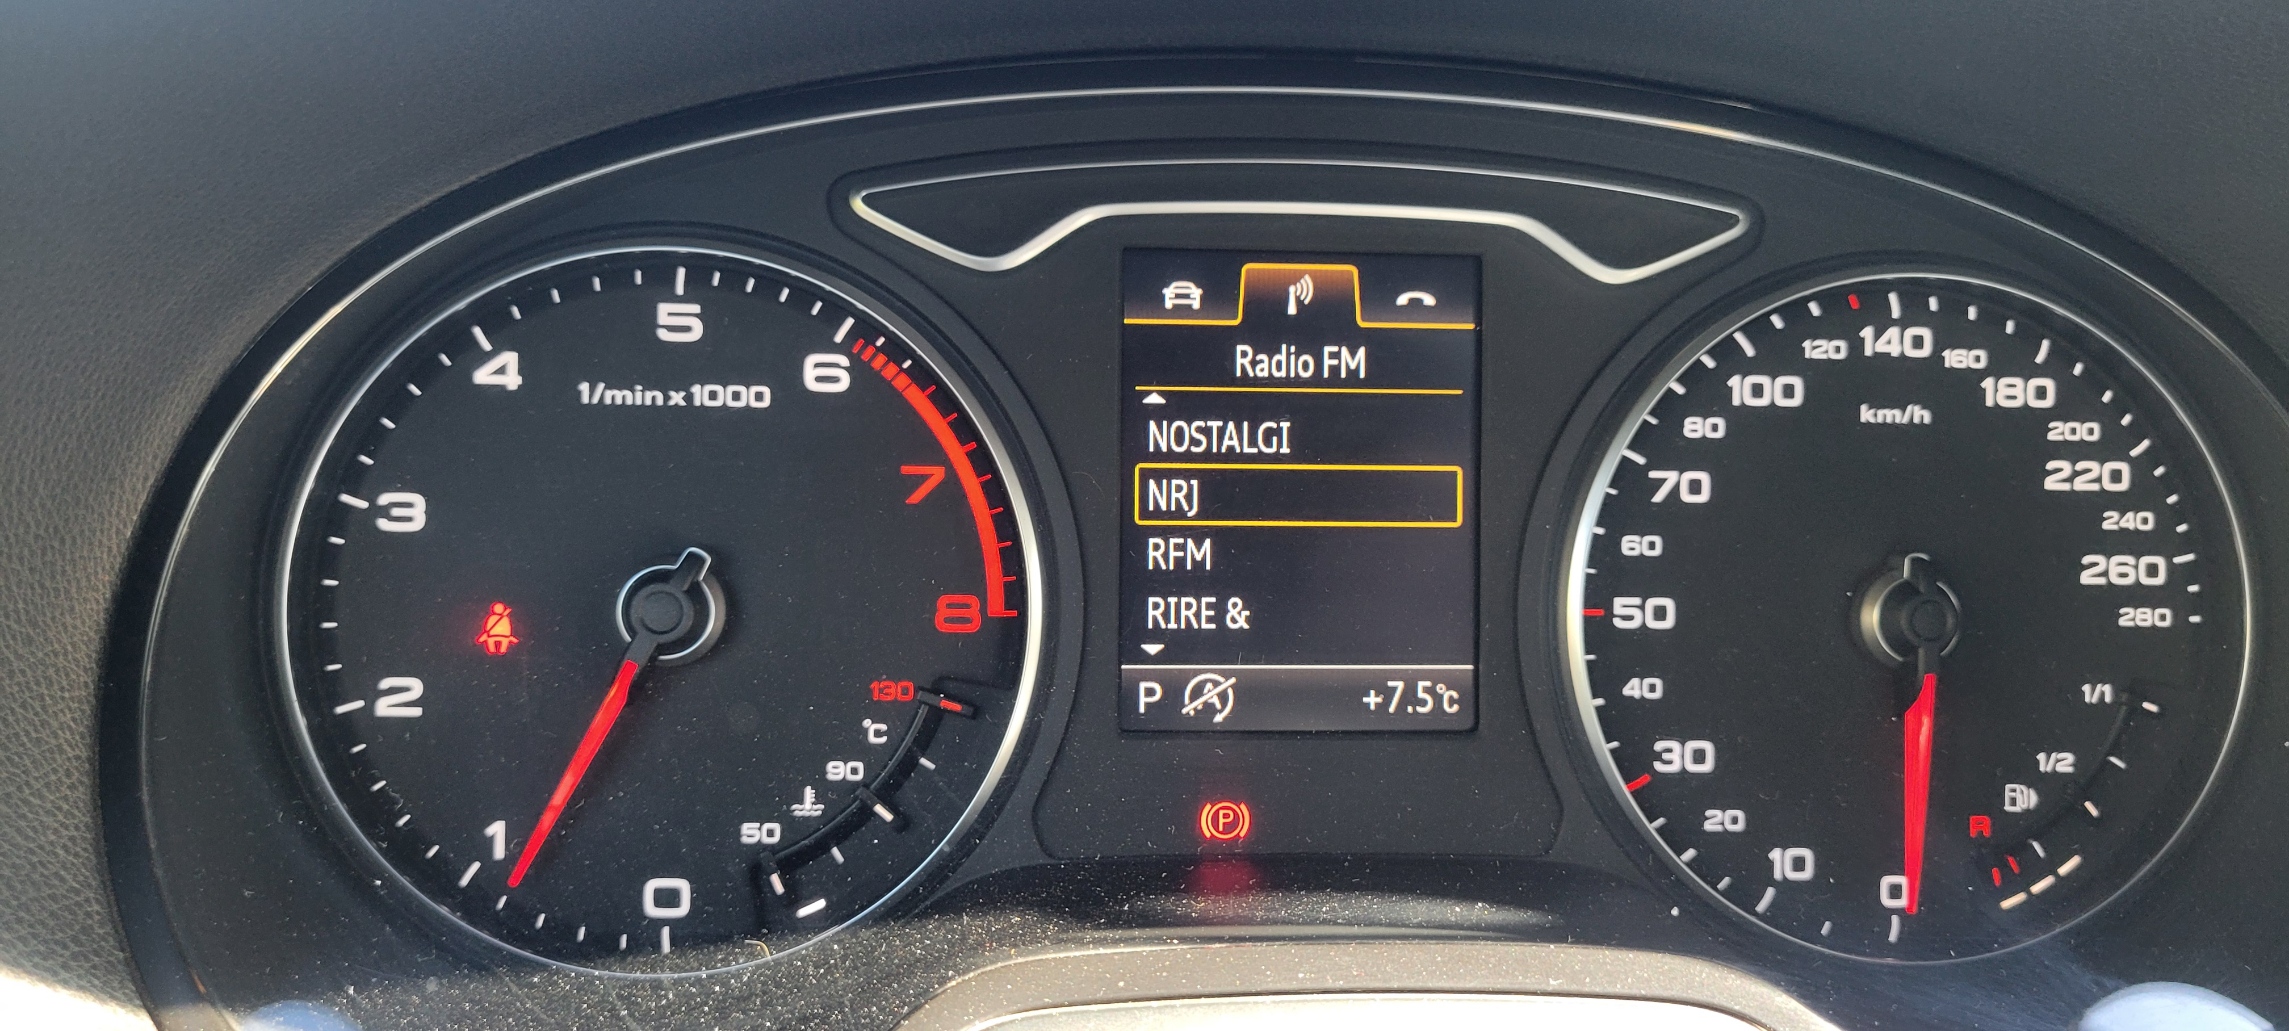 5
4
6
1/min x 1000
3
7
2
8
130
°C
90
50
1
0
Radio FM
NOSTALGI
NRJ
RFM
RIRE &
P A +7.5°C
P
120 140 160
100 180
km/h
80 200
70 220
240
60 260
50 280
40 1/1
30 1/2
20 R
10
0